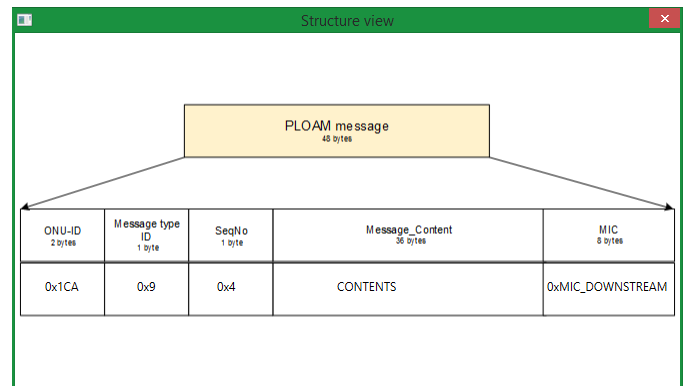 Structure view
PLOAM message
48 bytes
ONU-ID
2 bytes
Message type
ID
1 byte
SeqNo
1 byte
Message_Content
36 bytes
MIC
8 bytes
0x1CA
0x9
0x4
CONTENTS
0xMIC_DOWNSTREAM